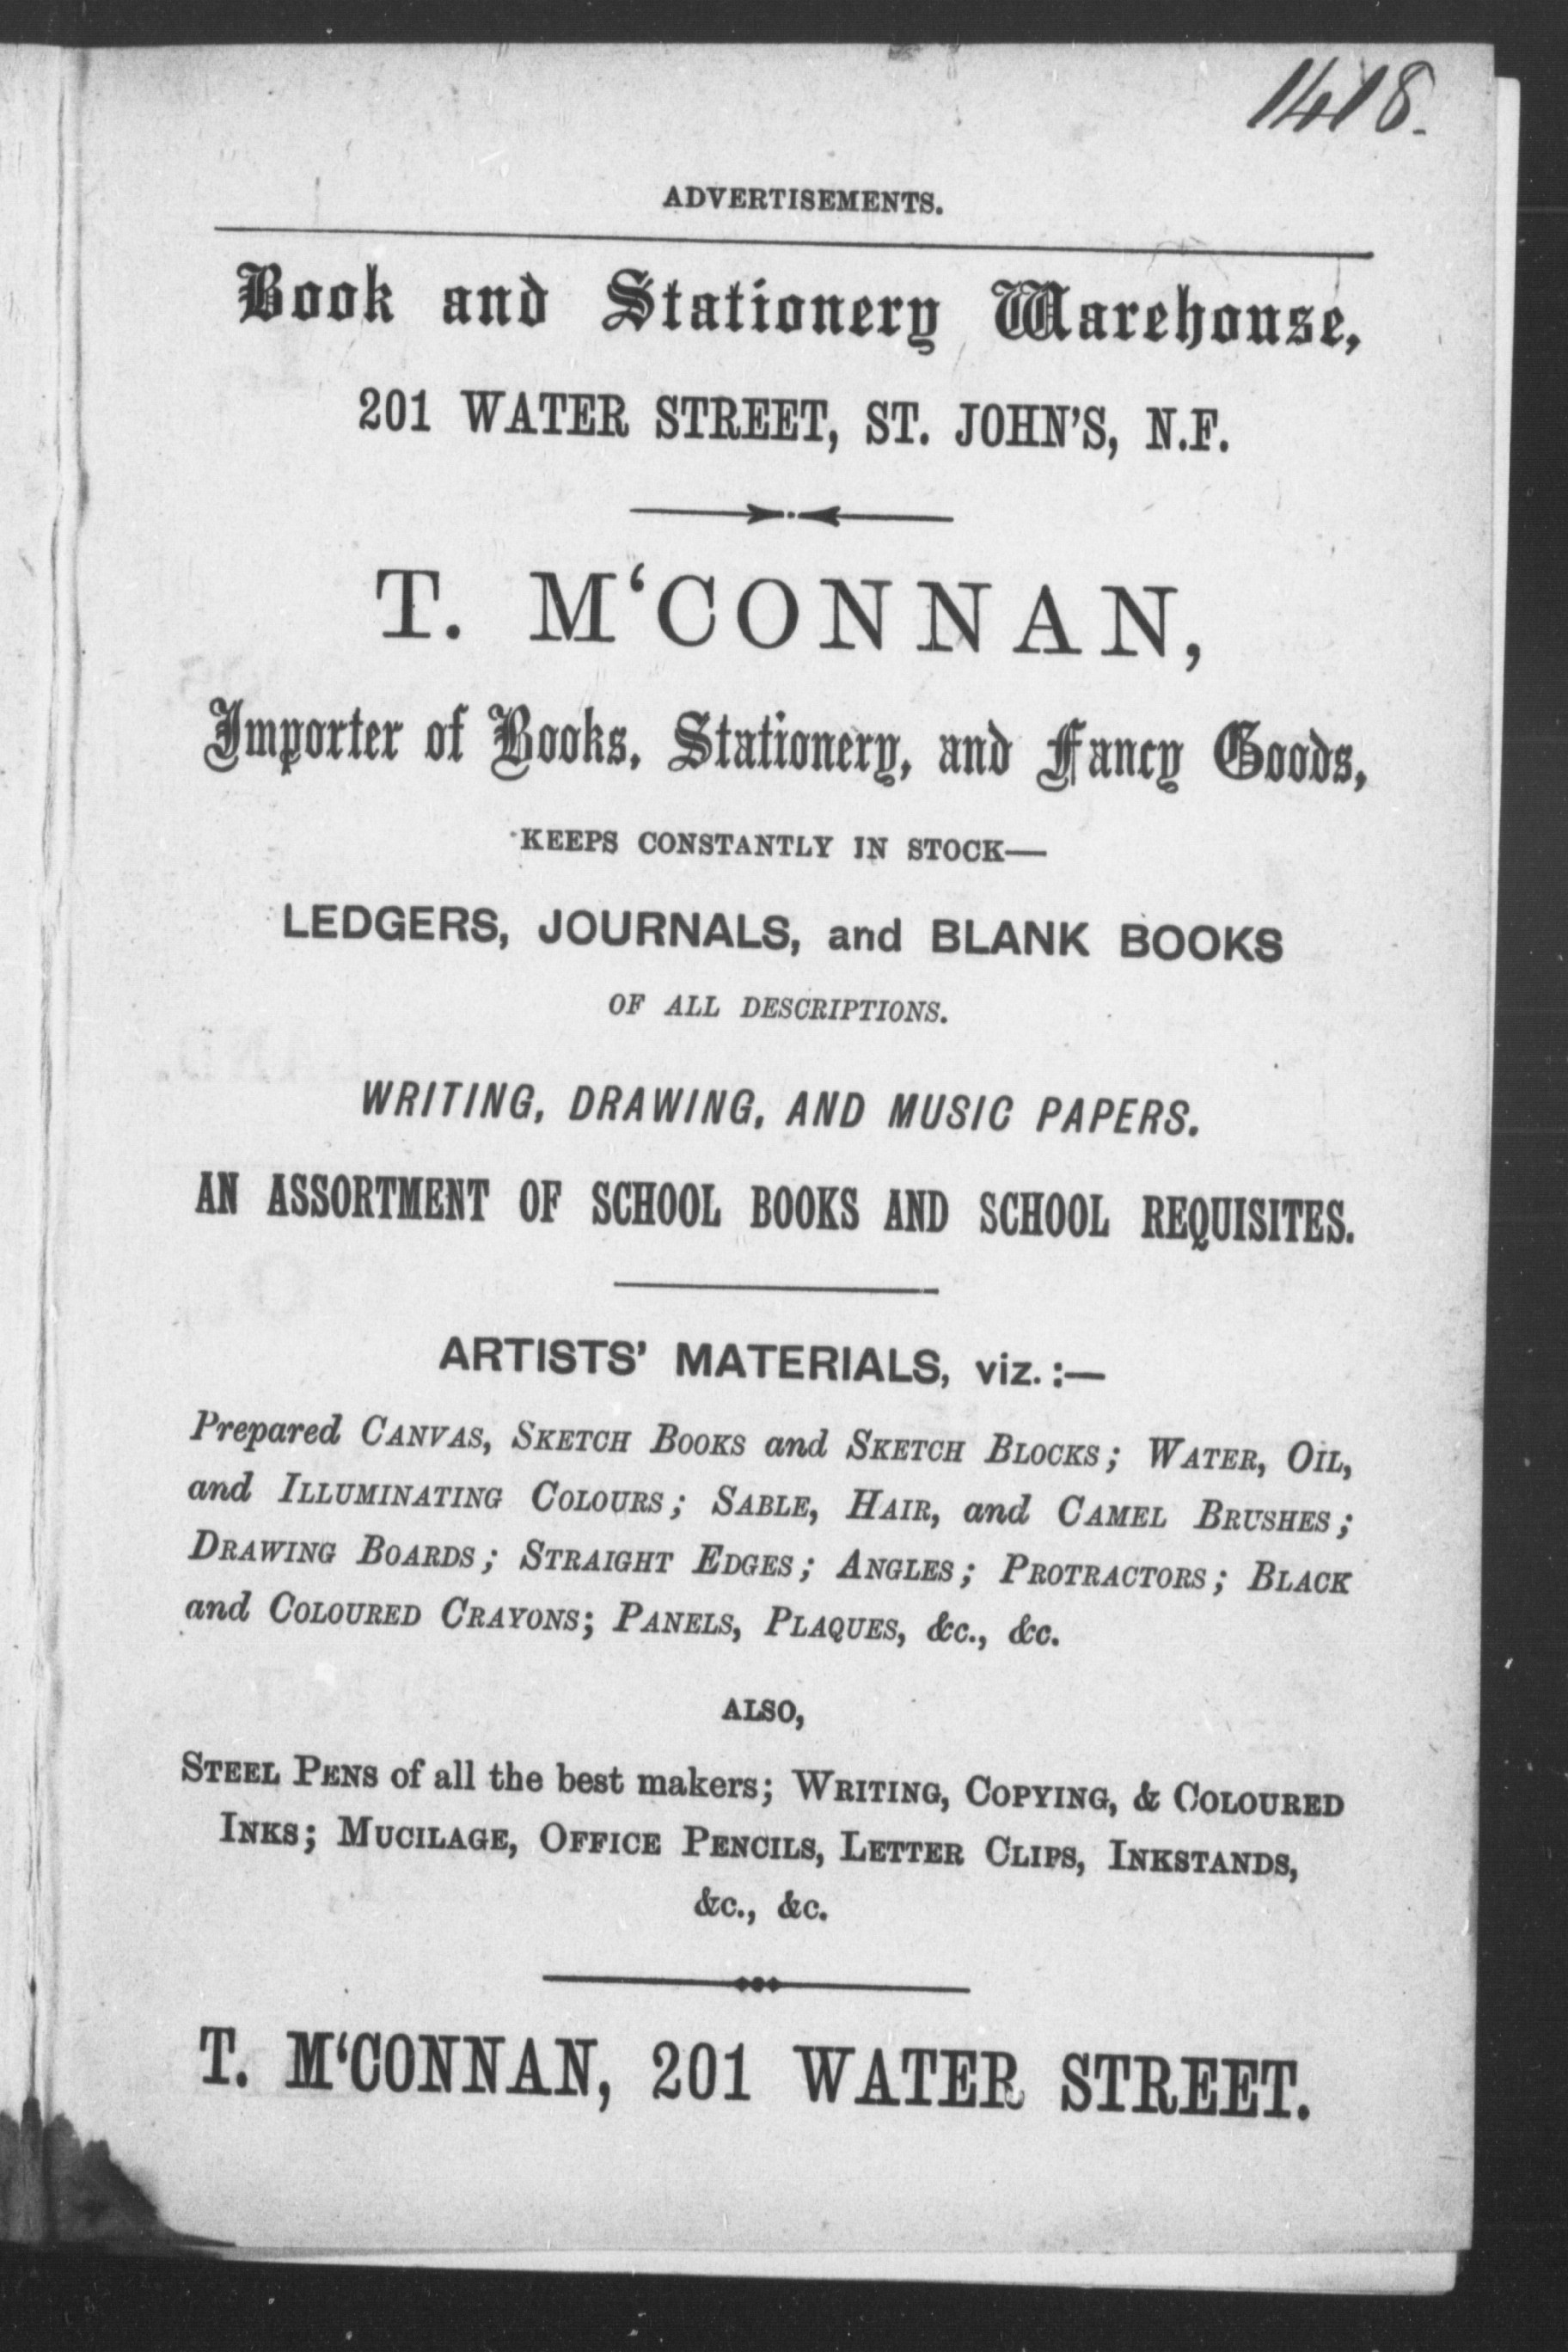 1418.
ADVERTISEMENTS.
Book and Stationery Warehouse,
201 WATER STREET, ST. JOHN'S, N.F.
T. M‘CONNAN,
Importer of Books, Stationery, and Fancy Goods,
KEEPS CONSTANTLY IN STOCK—
LEDGERS, JOURNALS, and BLANK BOOKS
OF ALL DESCRIPTIONS.
WRITING, DRAWING, AND MUSIC PAPERS.
AN ASSORTMENT OF SCHOOL BOOKS AND SCHOOL REQUISITES.
ARTISTS' MATERIALS, viz. :—
Prepared CANVAS, SKETCH BOOKS and SKETCH BLOCKS; WATER, OIL,
and ILLUMINATING COLOURS; SABLE, HAIR, and CAMEL BRUSHES;
DRAWING BOARDS; STRAIGHT EDGES; ANGLES; PROTRACTORS; BLACK
and COLOURED CRAYONS; PANELS, PLAQUES, &c., &c.
ALSO,
STEEL PENS of all the best makers; WRITING, COPYING, & COLOURED
INKS; MUCILAGE, OFFICE PENCILS, LETTER CLIPS, INKSTANDS,
&c., &c.
T. M‘CONNAN, 201 WATER STREET.